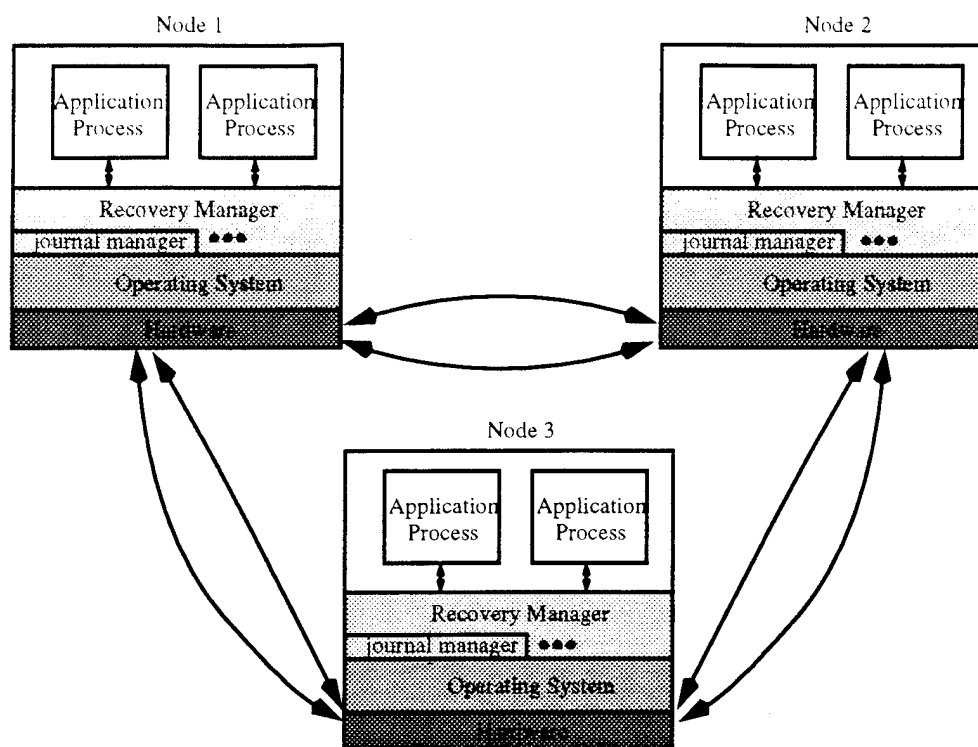 Node 1
Node 2
Application
Process
Application
Process
Application
Process
Application
Process
Recovery Manager
journal manager
Operating System
Hardware
Recovery Manager
journal manager
Operating System
Hardware
Node 3
Application
Process
Application
Process
Recovery Manager
journal manager
Operating System
Hardware